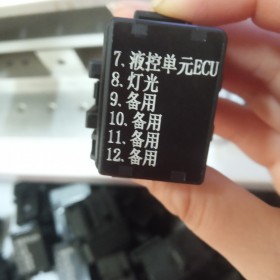 7. 液控单元ECU
8. 灯光
9. 备用
10. 备用
11. 备用
12. 备用